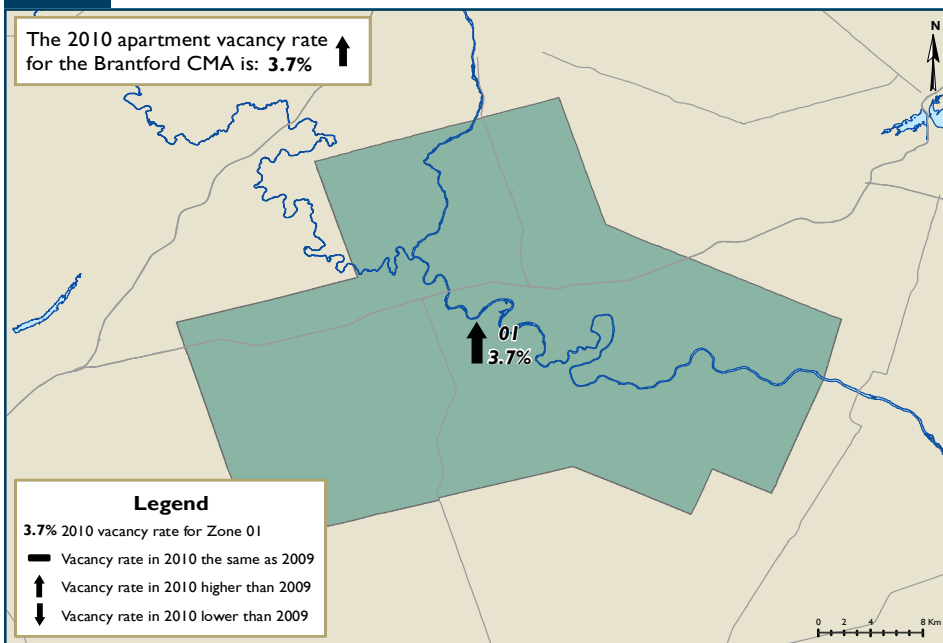 The 2010 apartment vacancy rate
for the Brantford CMA is: 3.7%
N
01
3.7%
Legend
3.7% 2010 vacancy rate for Zone 01
Vacancy rate in 2010 the same as 2009
Vacancy rate in 2010 higher than 2009
Vacancy rate in 2010 lower than 2009
0 2 4 6 8 Km